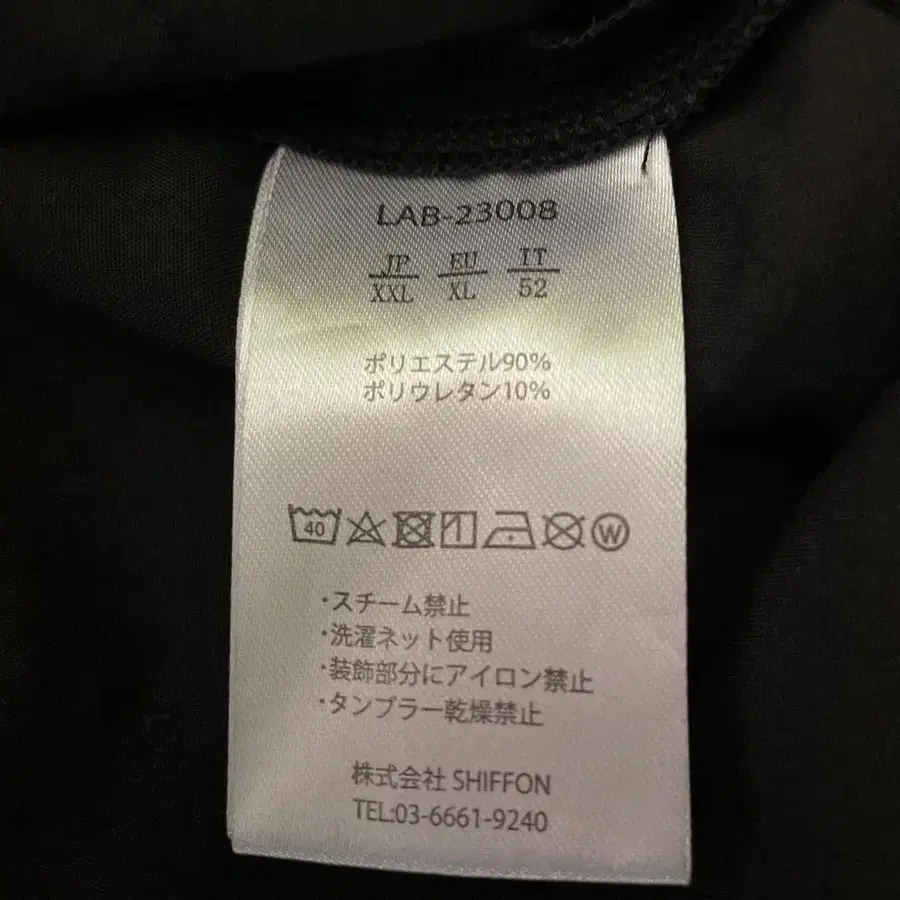 LAB-23008
JP EU IT
XXL XL 52
ポリエステル90%
ポリウレタン10%
40 W
・スチーム禁止
・洗濯ネット使用
・装飾部分にアイロン禁止
・タンブラー乾燥禁止
株式会社 SHIFFON
TEL:03-6661-9240